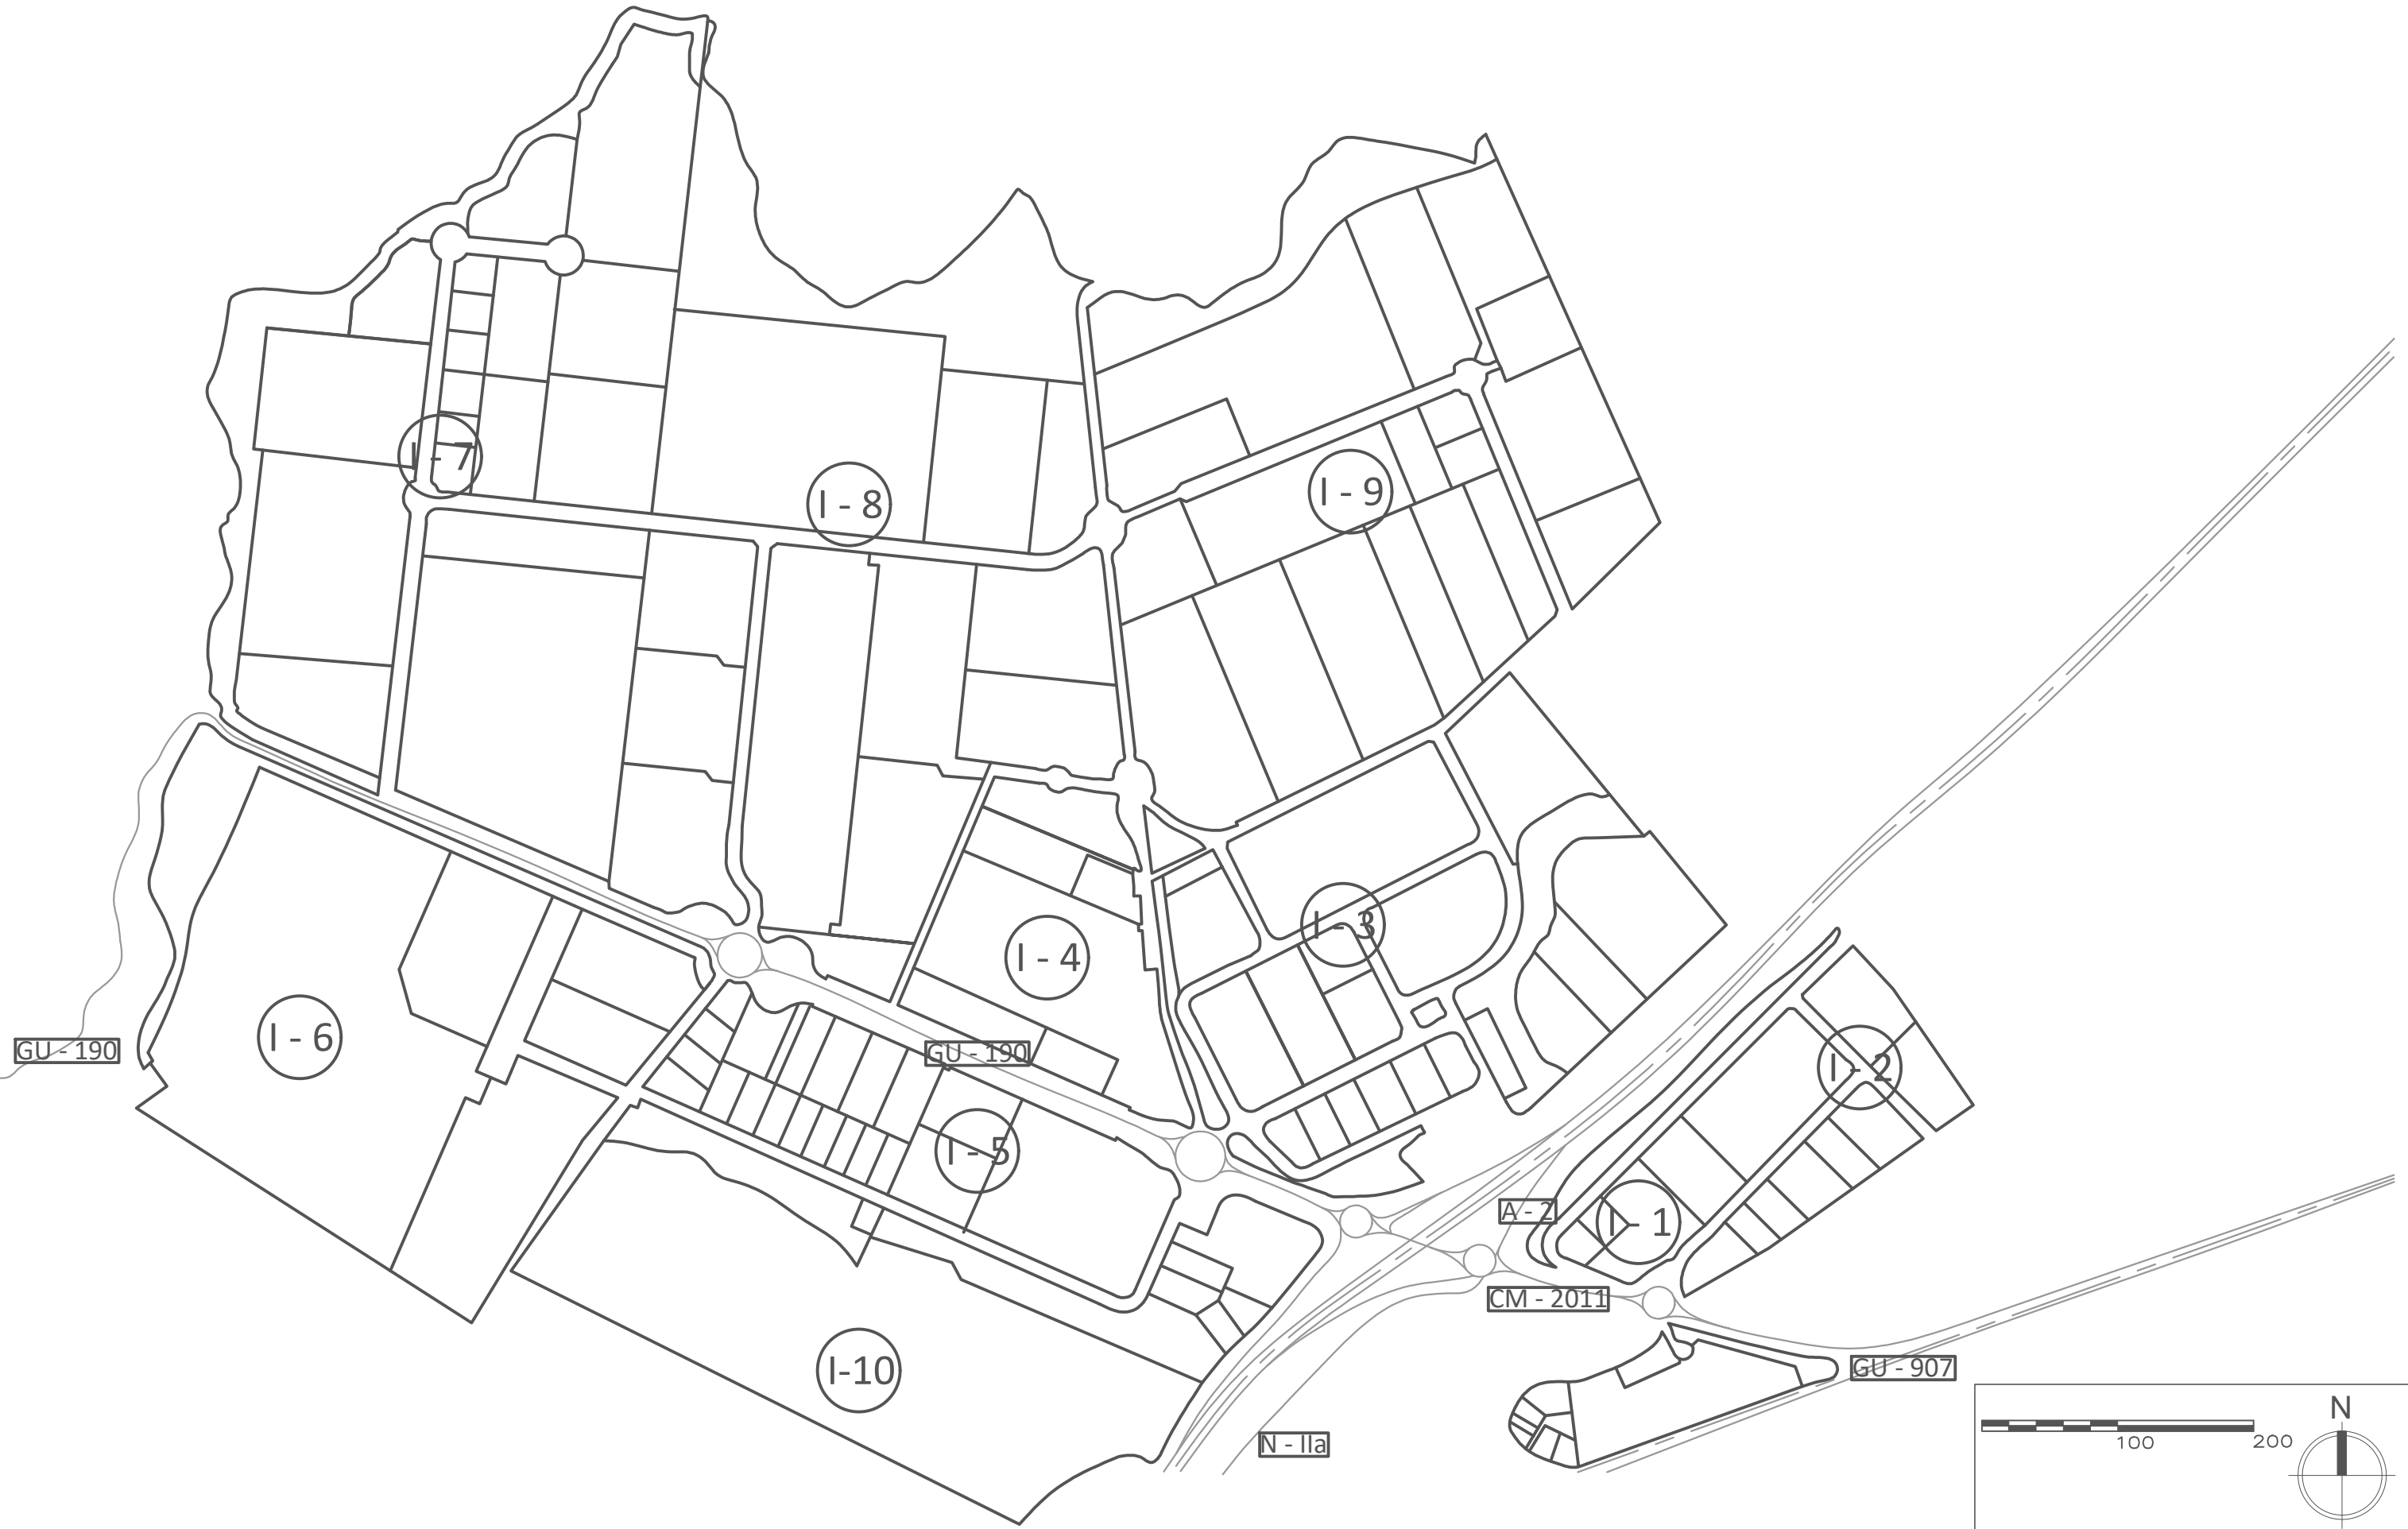 I - 7
I - 8
I - 9
I - 3
I - 4
I - 6
GU - 190
GU - 190
I - 2
I - 5
I - 1
A - 2
CM - 2011
I-10
GU - 907
N - IIa
N
100
200